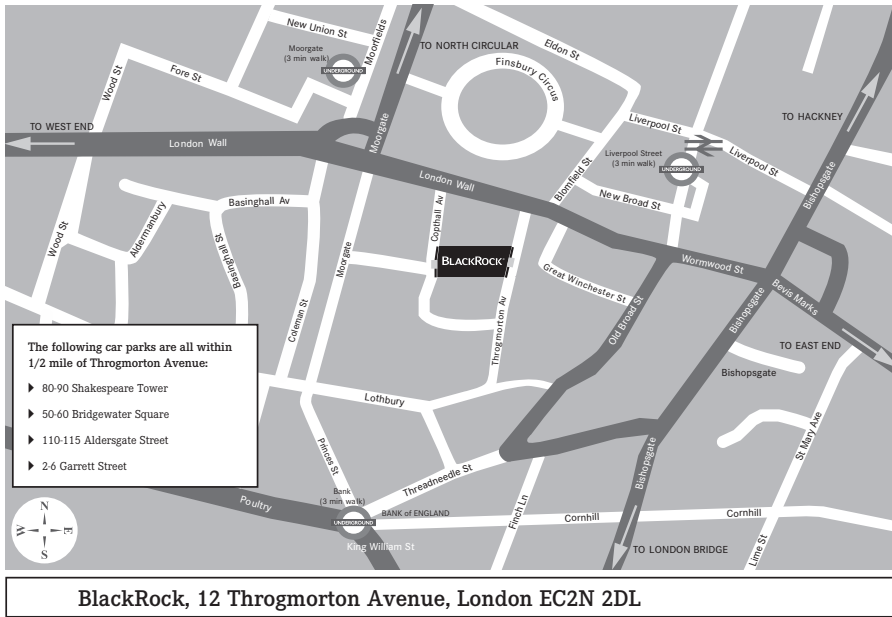 New Union St
Moorfields
Moorgate
(3 min walk)
UNDERGROUND
TO NORTH CIRCULAR
Eldon St
Finsbury Circus
Wood St
Fore St
TO HACKNEY
Liverpool St
TO WEST END
London Wall
Moorgate
Liverpool Street
(3 min walk)
UNDERGROUND
Liverpool St
Bishopsgate
London Wall
Blomfield St
New Broad St
Basinghall Av
Copthall Av
Aldermanbury
Wood St
Basinghall St
Moorgate
BLACKROCK
Wormwood St
Great Winchester St
Bevis Marks
Old Broad St
Bishopsgate
Coleman St
Throgmorton Av
TO EAST END
Bishopsgate
The following car parks are all within
1/2 mile of Throgmorton Avenue:
80-90 Shakespeare Tower
50-60 Bridgewater Square
110-115 Aldersgate Street
2-6 Garrett Street
Lothbury
St Mary Axe
Princes St
Threadneedle St
Bishopsgate
Poultry
Bank
(3 min walk)
UNDERGROUND
BANK of ENGLAND
Finch Ln
Cornhill
Cornhill
King William St
TO LONDON BRIDGE
Lime St
N
W E
S
BlackRock, 12 Throgmorton Avenue, London EC2N 2DL